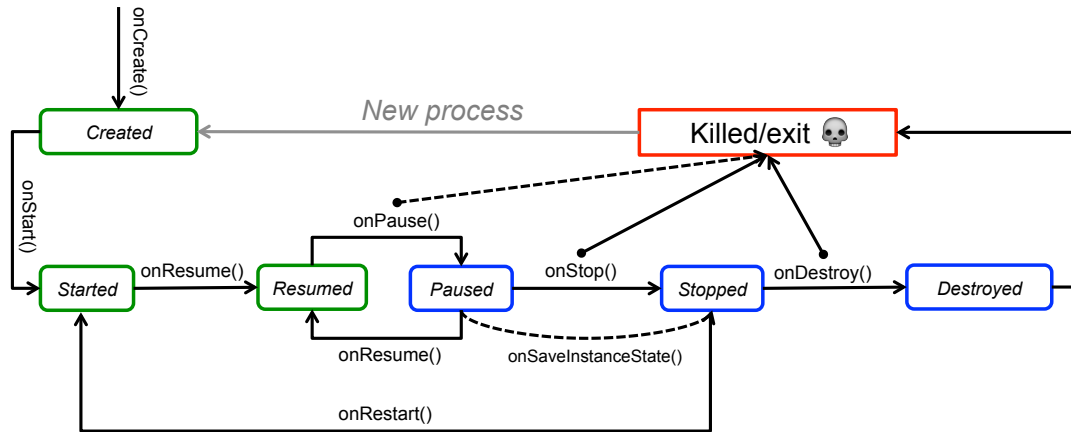 onCreate()
Created
New process
Killed/exit 💀
onStart()
onPause()
onResume()
onStop()
onDestroy()
Started
Resumed
Paused
Stopped
Destroyed
onResume()
onSaveInstanceState()
onRestart()